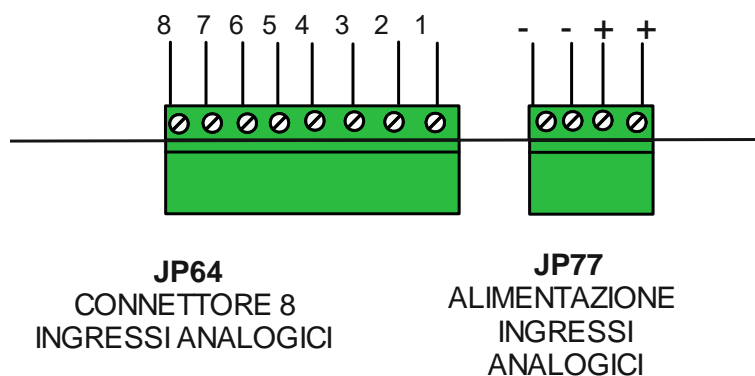 8 7 6 5 4 3 2 1
- - + +
JP64
CONNETTORE 8
INGRESSI ANALOGICI
JP77
ALIMENTAZIONE
INGRESSI
ANALOGICI